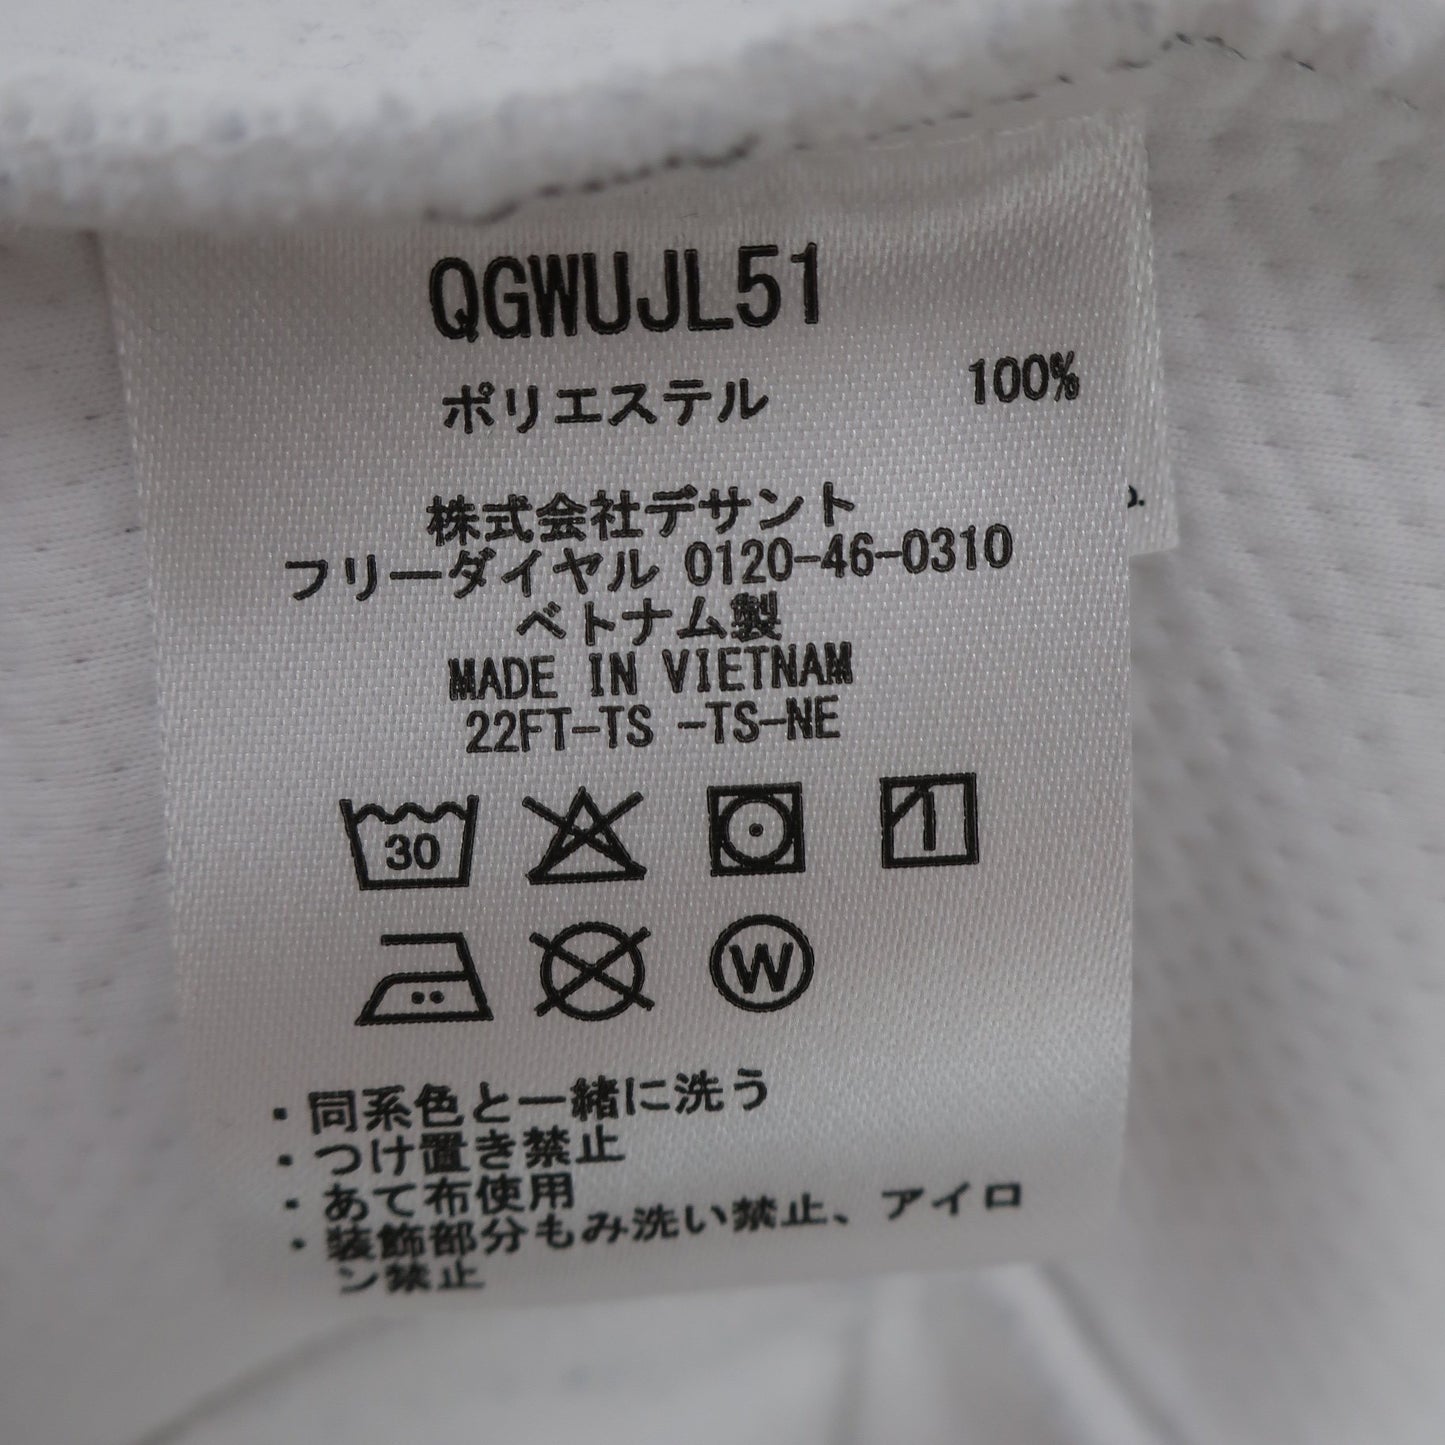 QGWUJL51
ポリエステル 100%
株式会社デサント
フリーダイヤル 0120-46-0310
ベトナム製
MADE IN VIETNAM
22FT-TS -TS-NE
30
1
W
・同系色と一緒に洗う
・つけ置き禁止
・あて布使用
・装飾部分もみ洗い禁止、アイロ
ン禁止